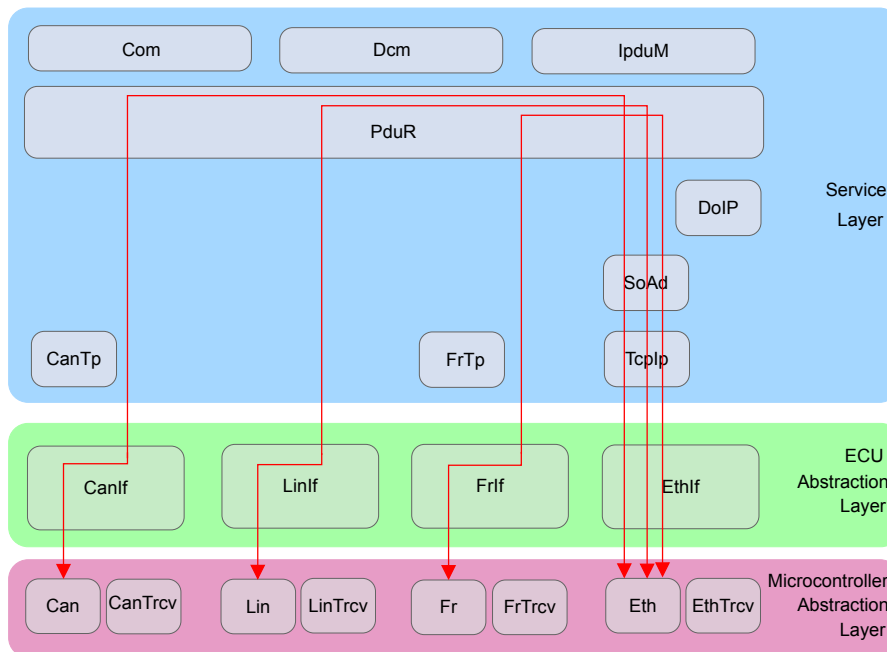 Com
Dcm
IpduM
PduR
DoIP
Service
Layer
SoAd
CanTp
FrTp
TcpIp
CanIf
LinIf
FrIf
EthIf
ECU
Abstraction
Layer
Can
CanTrcv
Lin
LinTrcv
Fr
FrTrcv
Eth
EthTrcv
Microcontroller
Abstraction
Layer